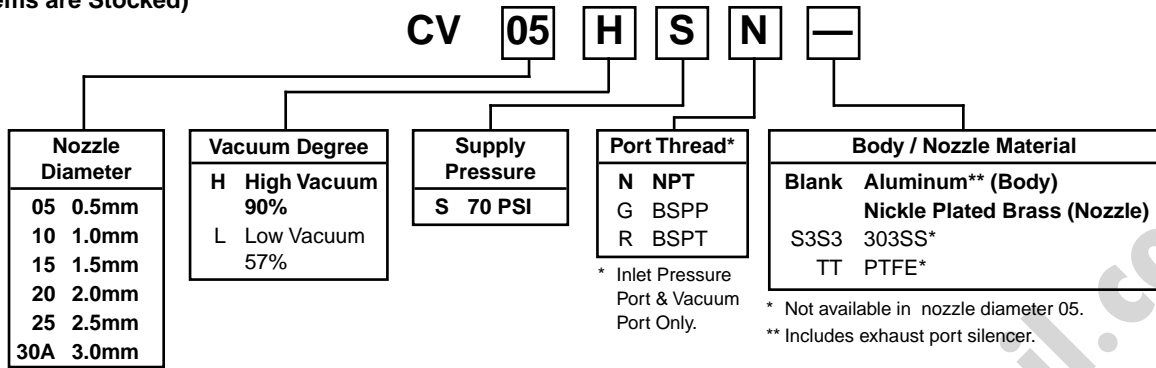 ems are Stocked)
CV 05 H S N —
Nozzle
Diameter
05 0.5mm
10 1.0mm
15 1.5mm
20 2.0mm
25 2.5mm
30A 3.0mm
Vacuum Degree
H High Vacuum
90%
L Low Vacuum
57%
Supply
Pressure
S 70 PSI
Port Thread*
N NPT
G BSPP
R BSPT
* Inlet Pressure
Port & Vacuum
Port Only.
Body / Nozzle Material
Blank Aluminum** (Body)
Nickle Plated Brass (Nozzle)
S3S3 303SS*
TT PTFE*
* Not available in nozzle diameter 05.
** Includes exhaust port silencer.